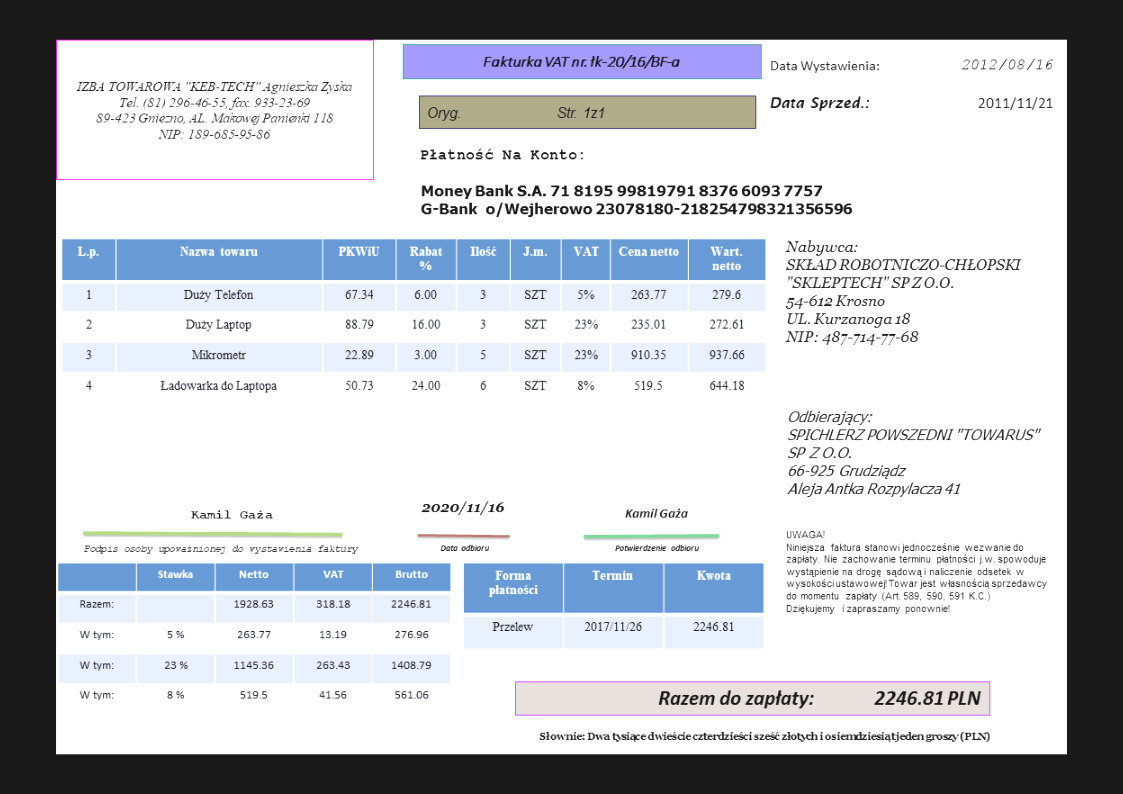 IZBA TOWAROWA "KEB-TECH" Agnieszka Zyska
Tel. (81) 296-46-55, fax. 933-23-69
89-423 Gniezno, AL. Makowej Panienki 118
NIP: 189-685-95-86
Fakturka VAT nr. łk-20/16/BF-a
Oryg. Str. 1z1
Data Wystawienia: 2012/08/16
Data Sprzed.: 2011/11/21
Płatność Na Konto:
Money Bank S.A. 71 8195 99819791 8376 6093 7757
G-Bank o/Wejherowo 23078180-218254798321356596
L.p. Nazwa towaru PKWiU Rabat % Ilość J.m. VAT Cena netto Wart. netto
1 Duży Telefon 67.34 6.00 3 SZT 5% 263.77 279.6
2 Duży Laptop 88.79 16.00 3 SZT 23% 235.01 272.61
3 Mikrometr 22.89 3.00 5 SZT 23% 910.35 937.66
4 Ładowarka do Laptopa 50.73 24.00 6 SZT 8% 519.5 644.18
Nabywca:
SKŁAD ROBOTNICZO-CHŁOPSKI
"SKLEPTECH" SP Z O.O.
54-612 Krosno
UL. Kurzanoga 18
NIP: 487-714-77-68
Odbierający:
SPICHLERZ POWSZEDNI "TOWARUS"
SP Z O.O.
66-925 Grudziądz
Aleja Antka Rozpylacza 41
Kamil Gaża
Podpis osoby upoważnionej do wystawienia faktury
2020/11/16
Data odbioru
Kamil Gaża
Potwierdzenie odbioru
UWAGA!
Niniejsza faktura stanowi jednocześnie wezwanie do
zapłaty. Nie zachowanie terminu płatności j.w. spowoduje
wystąpienie na drogę sądową i naliczenie odsetek w
wysokości ustawowej! Towar jest własnością sprzedawcy
do momentu zapłaty (Art. 589, 590, 591 K.C.)
Dziękujemy i zapraszamy ponownie!
Stawka Netto VAT Brutto
Razem: 1928.63 318.18 2246.81
W tym: 5 % 263.77 13.19 276.96
W tym: 23 % 1145.36 263.43 1408.79
W tym: 8 % 519.5 41.56 561.06
Forma płatności Termin Kwota
Przelew 2017/11/26 2246.81
Razem do zapłaty: 2246.81 PLN
Słownie: Dwa tysiące dwieście czterdzieści sześć złotych i osiemdziesiąt jeden groszy (PLN)